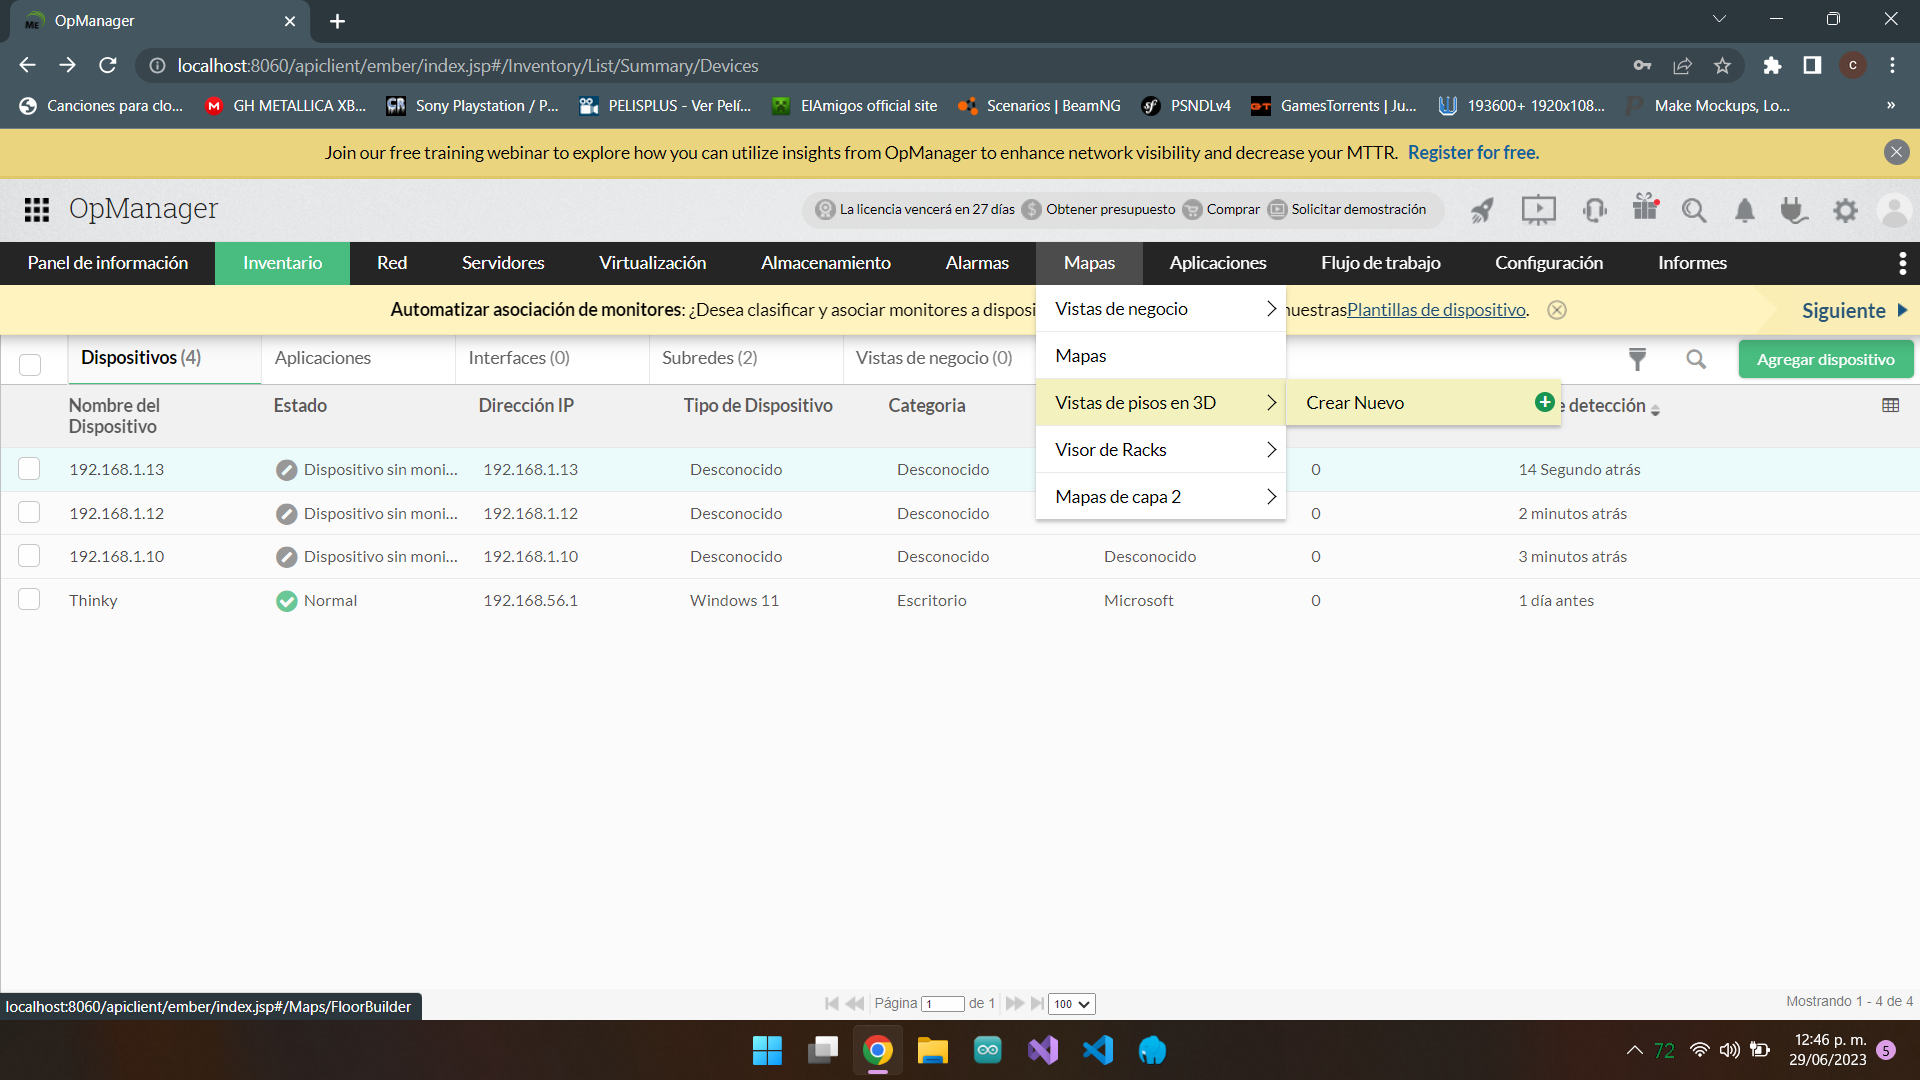 OpManager
localhost:8060/apiclient/ember/index.jsp#/Inventory/List/Summary/Devices
C
Canciones para clo...
GH METALLICA XB...
Sony Playstation / P...
PELISPLUS - Ver Pelí...
ElAmigos official site
Scenarios | BeamNG
PSNDLv4
GamesTorrents | Ju...
193600+ 1920x108...
Make Mockups, Lo...
»
Join our free training webinar to explore how you can utilize insights from OpManager to enhance network visibility and decrease your MTTR. Register for free.
OpManager
La licencia vencerá en 27 días
Obtener presupuesto
Comprar
Solicitar demostración
Panel de información
Inventario
Red
Servidores
Virtualización
Almacenamiento
Alarmas
Mapas
Aplicaciones
Flujo de trabajo
Configuración
Informes
Automatizar asociación de monitores: ¿Desea clasificar y asociar monitores a disposi
nuestras Plantillas de dispositivo.
Siguiente
Vistas de negocio
Mapas
Vistas de pisos en 3D
Crear Nuevo
Visor de Racks
Mapas de capa 2
Dispositivos (4)
Aplicaciones
Interfaces (0)
Subredes (2)
Vistas de negocio (0)
Agregar dispositivo
Nombre del
Dispositivo
Estado
Dirección IP
Tipo de Dispositivo
Categoria
e detección
192.168.1.13 Dispositivo sin moni... 192.168.1.13 Desconocido Desconocido 0 14 Segundo atrás
192.168.1.12 Dispositivo sin moni... 192.168.1.12 Desconocido Desconocido 0 2 minutos atrás
192.168.1.10 Dispositivo sin moni... 192.168.1.10 Desconocido Desconocido Desconocido 0 3 minutos atrás
Thinky Normal 192.168.56.1 Windows 11 Escritorio Microsoft 0 1 día antes
Página 1 de 1 100
Mostrando 1 - 4 de 4
localhost:8060/apiclient/ember/index.jsp#/Maps/FloorBuilder
72
12:46 p. m.
29/06/2023
5